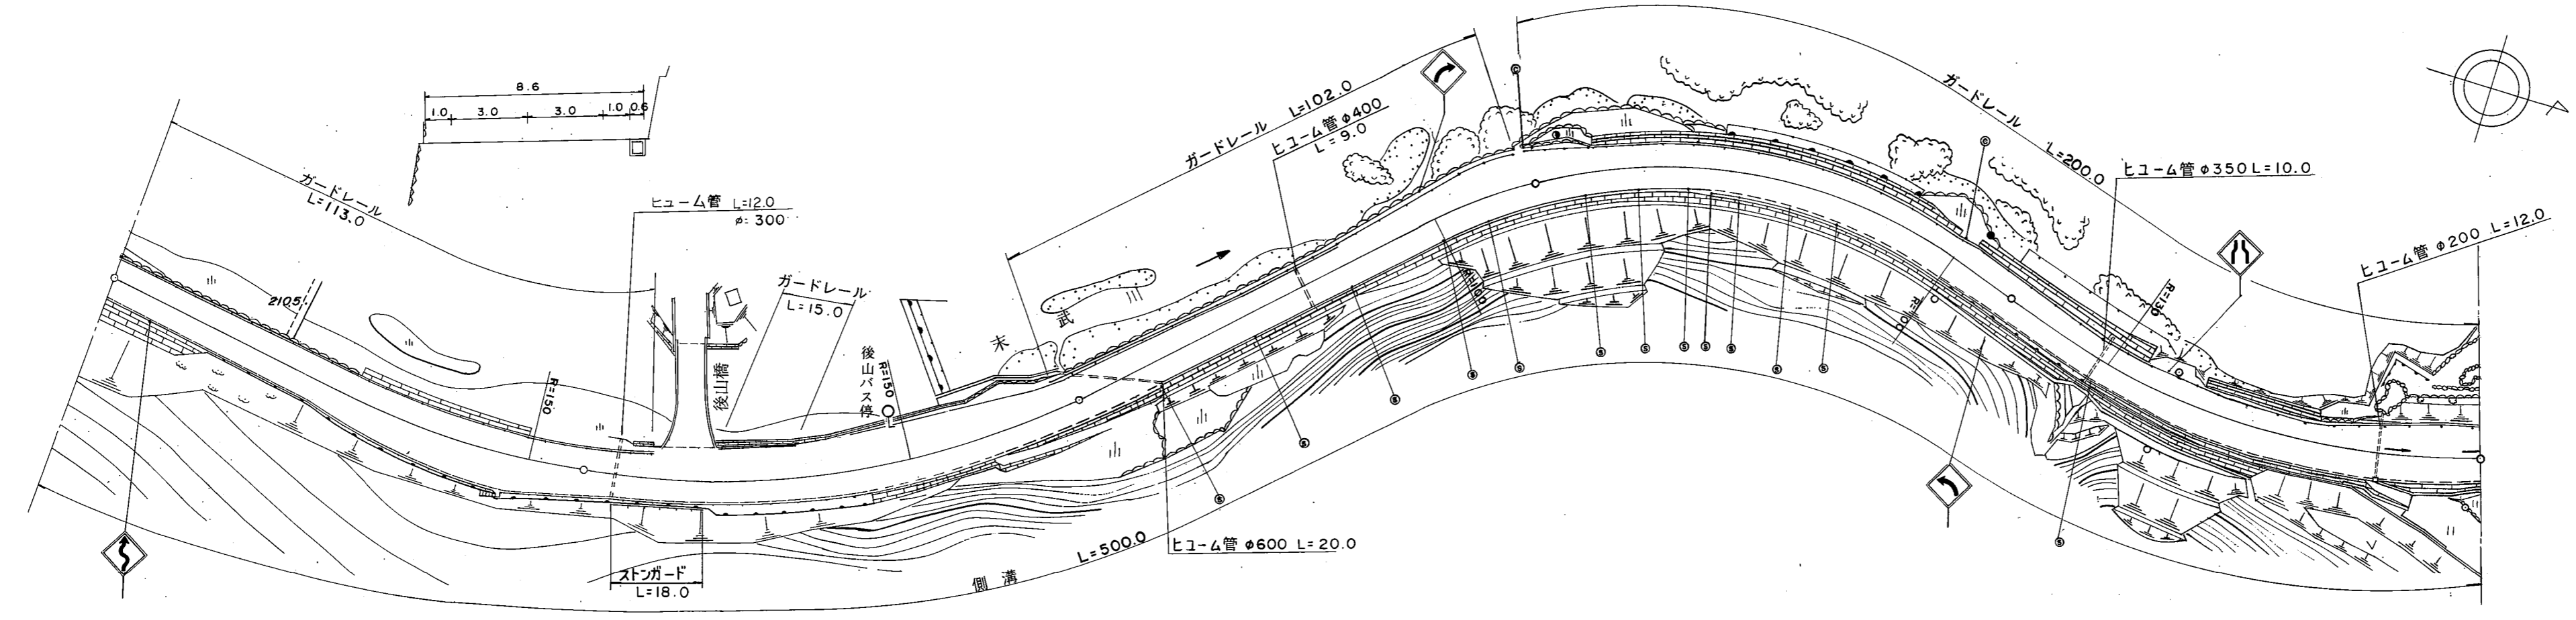 8.6
1.0 3.0 3.0 1.0 0.6
ガードレール
L=113.0
210.5
ヒューム管 L=12.0
φ=300
R=150
後山橋
ガードレール
L=15.0
後山バス停
R=150
末武
ガードレール L=102.0
ヒューム管 φ400
L=9.0
ガードレール L=200.0
ヒューム管 φ350 L=10.0
R=130
ヒューム管 φ200 L=12.0
ストンガード
L=18.0
側溝 L=500.0
ヒューム管 φ600 L=20.0